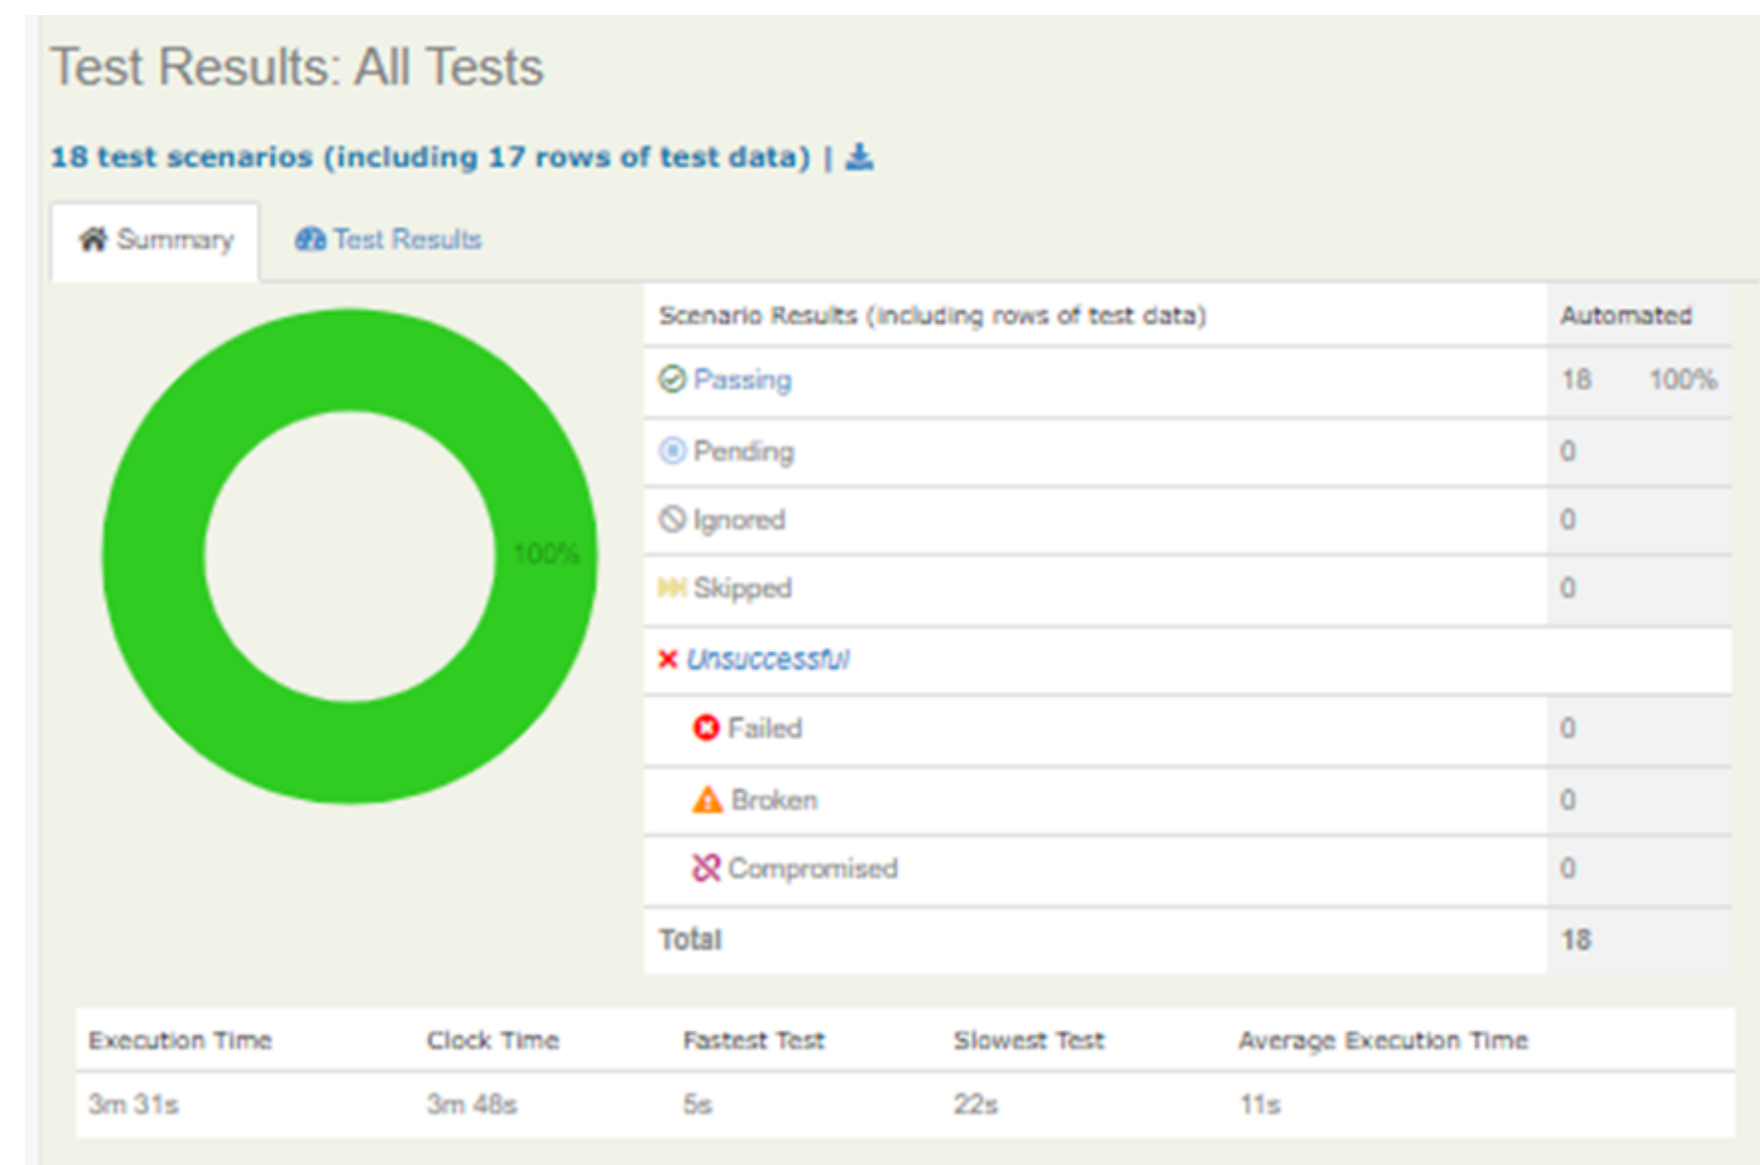 Test Results: All Tests
18 test scenarios (including 17 rows of test data) |
Summary Test Results
100%
Scenario Results (including rows of test data) Automated
Passing 18 100%
Pending 0
Ignored 0
Skipped 0
Unsuccessful
Failed 0
Broken 0
Compromised 0
Total 18
Execution Time Clock Time Fastest Test Slowest Test Average Execution Time
3m 31s 3m 48s 5s 22s 11s